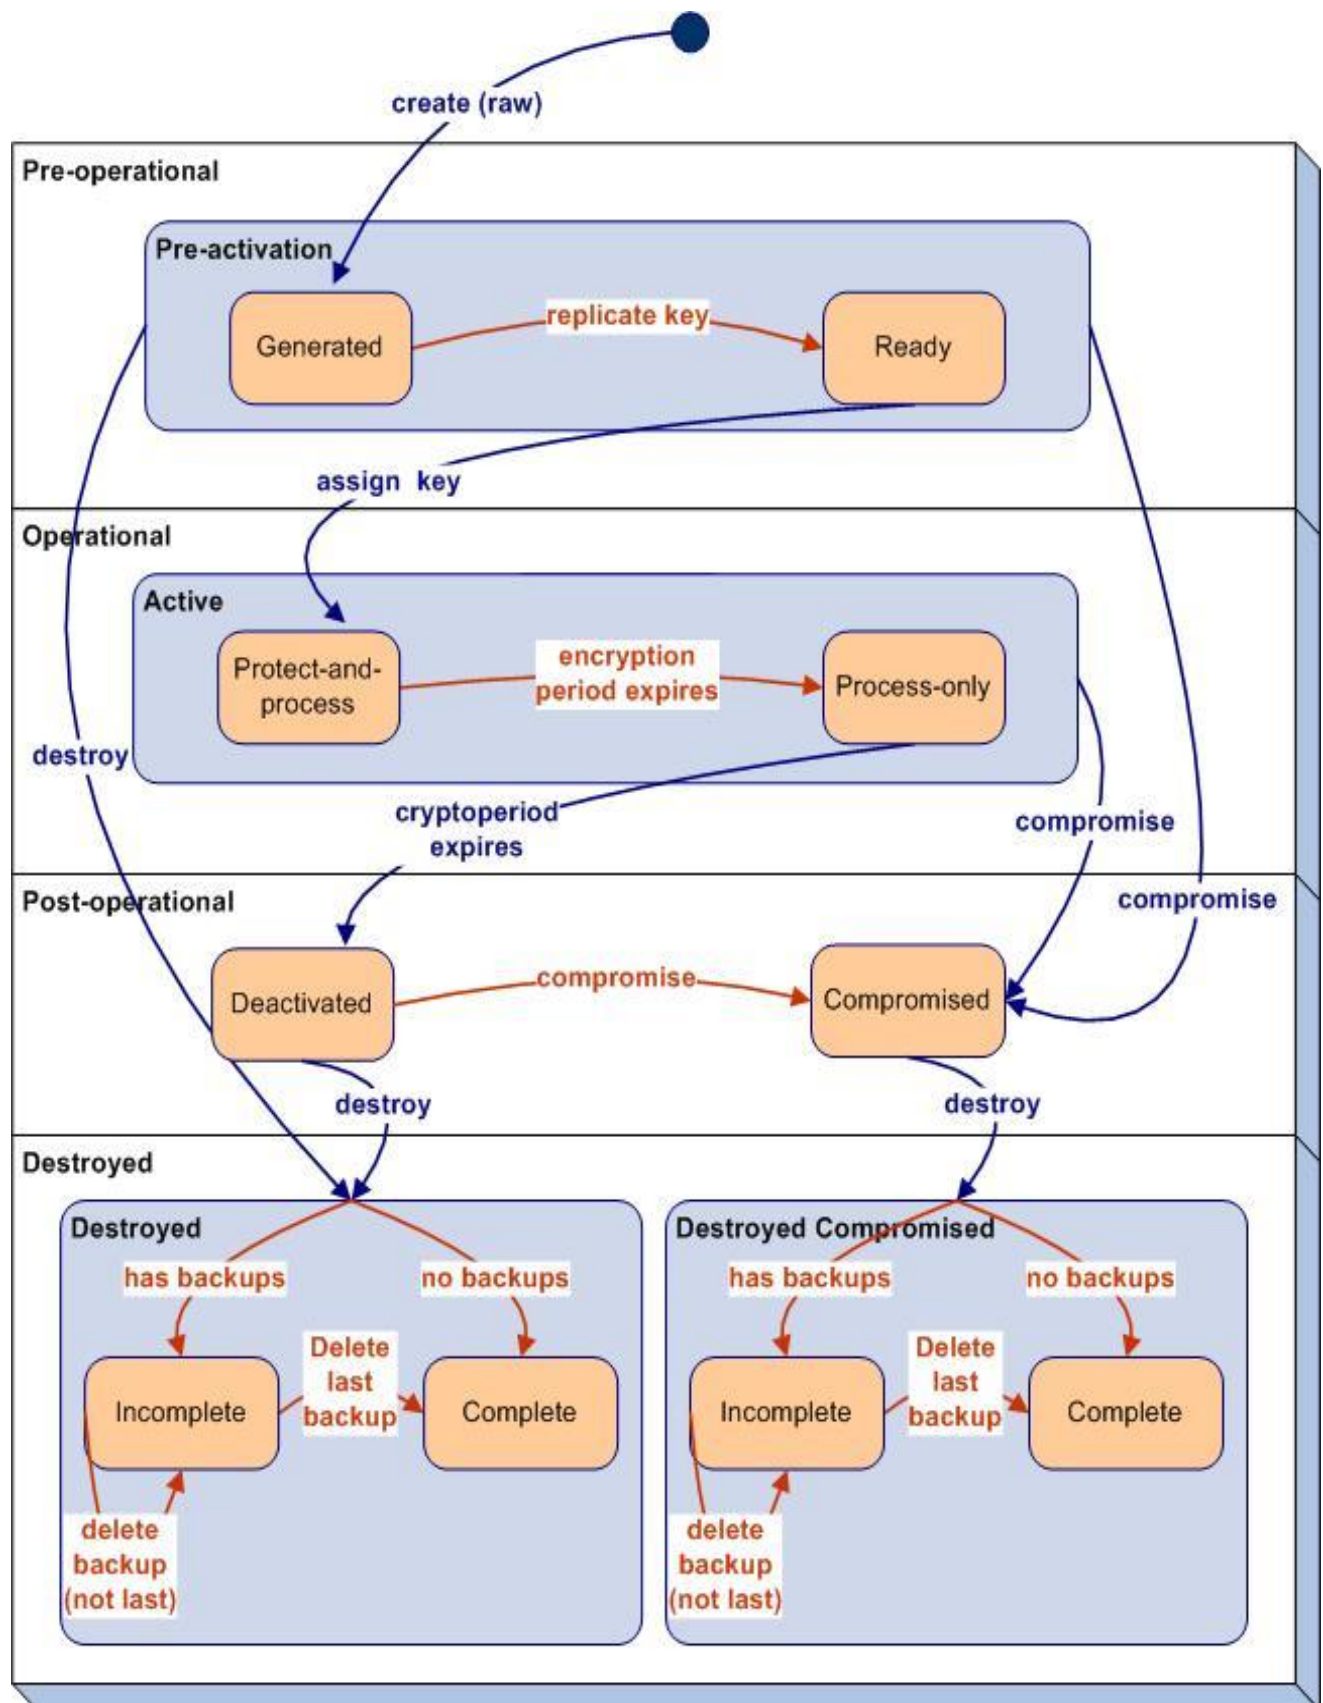 create (raw)
Pre-operational
Pre-activation
Generated
replicate key
Ready
assign key
Operational
Active
Protect-and-
process
encryption
period expires
Process-only
destroy
cryptoperiod
expires
compromise
Post-operational
compromise
Deactivated
compromise
Compromised
destroy
destroy
Destroyed
Destroyed
has backups
no backups
Incomplete
Delete
last
backup
Complete
delete
backup
(not last)
Destroyed Compromised
has backups
no backups
Incomplete
Delete
last
backup
Complete
delete
backup
(not last)